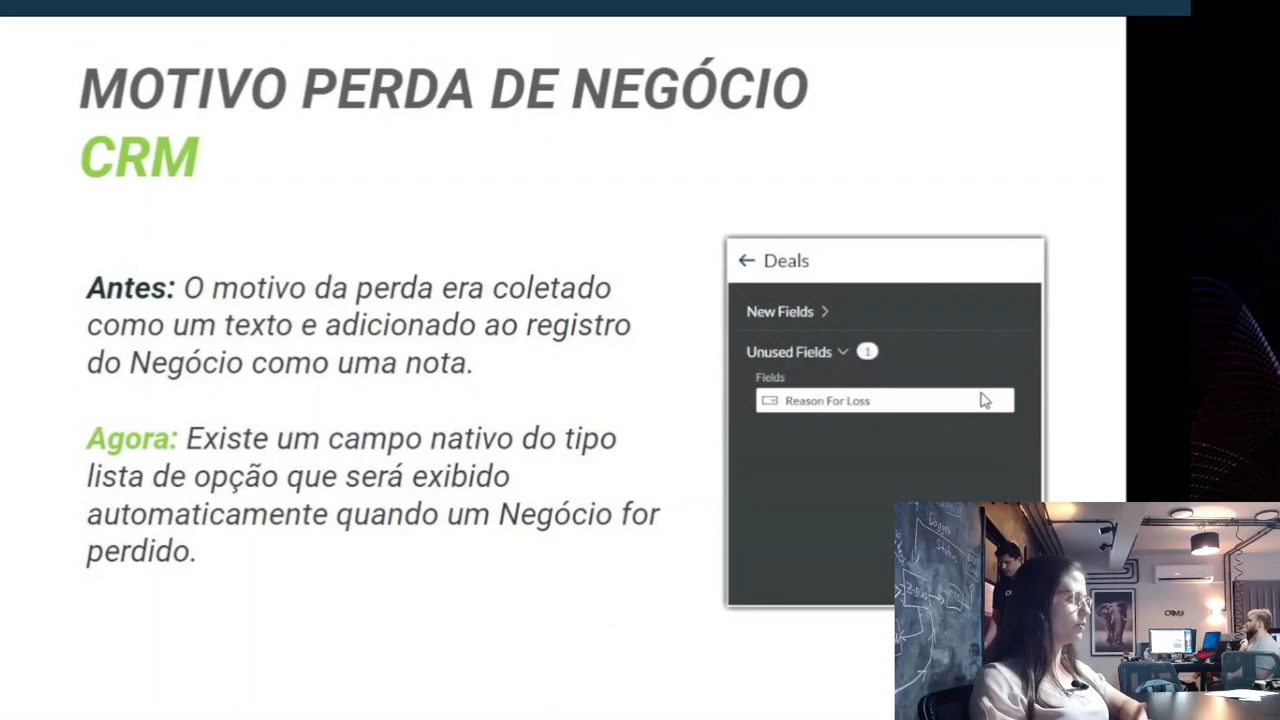 MOTIVO PERDA DE NEGÓCIO
CRM
Antes: O motivo da perda era coletado
como um texto e adicionado ao registro
do Negócio como uma nota.
Agora: Existe um campo nativo do tipo
lista de opção que será exibido
automaticamente quando um Negócio for
perdido.
Deals
New Fields
Unused Fields 1
Fields
Reason For Loss
Status
CRM